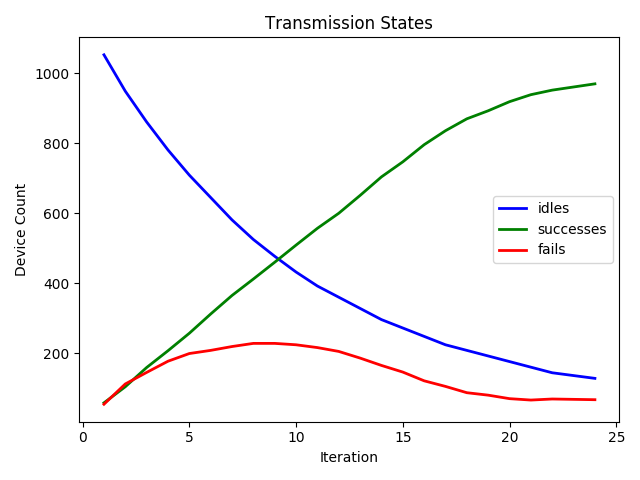 Transmission States
Device Count
1000
800
600
400
200
idles
successes
fails
0 5 10 15 20 25
Iteration